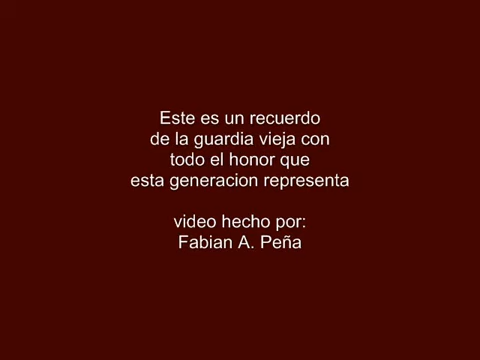 Este es un recuerdo
de la guardia vieja con
todo el honor que
esta generacion representa
video hecho por:
Fabian A. Peña